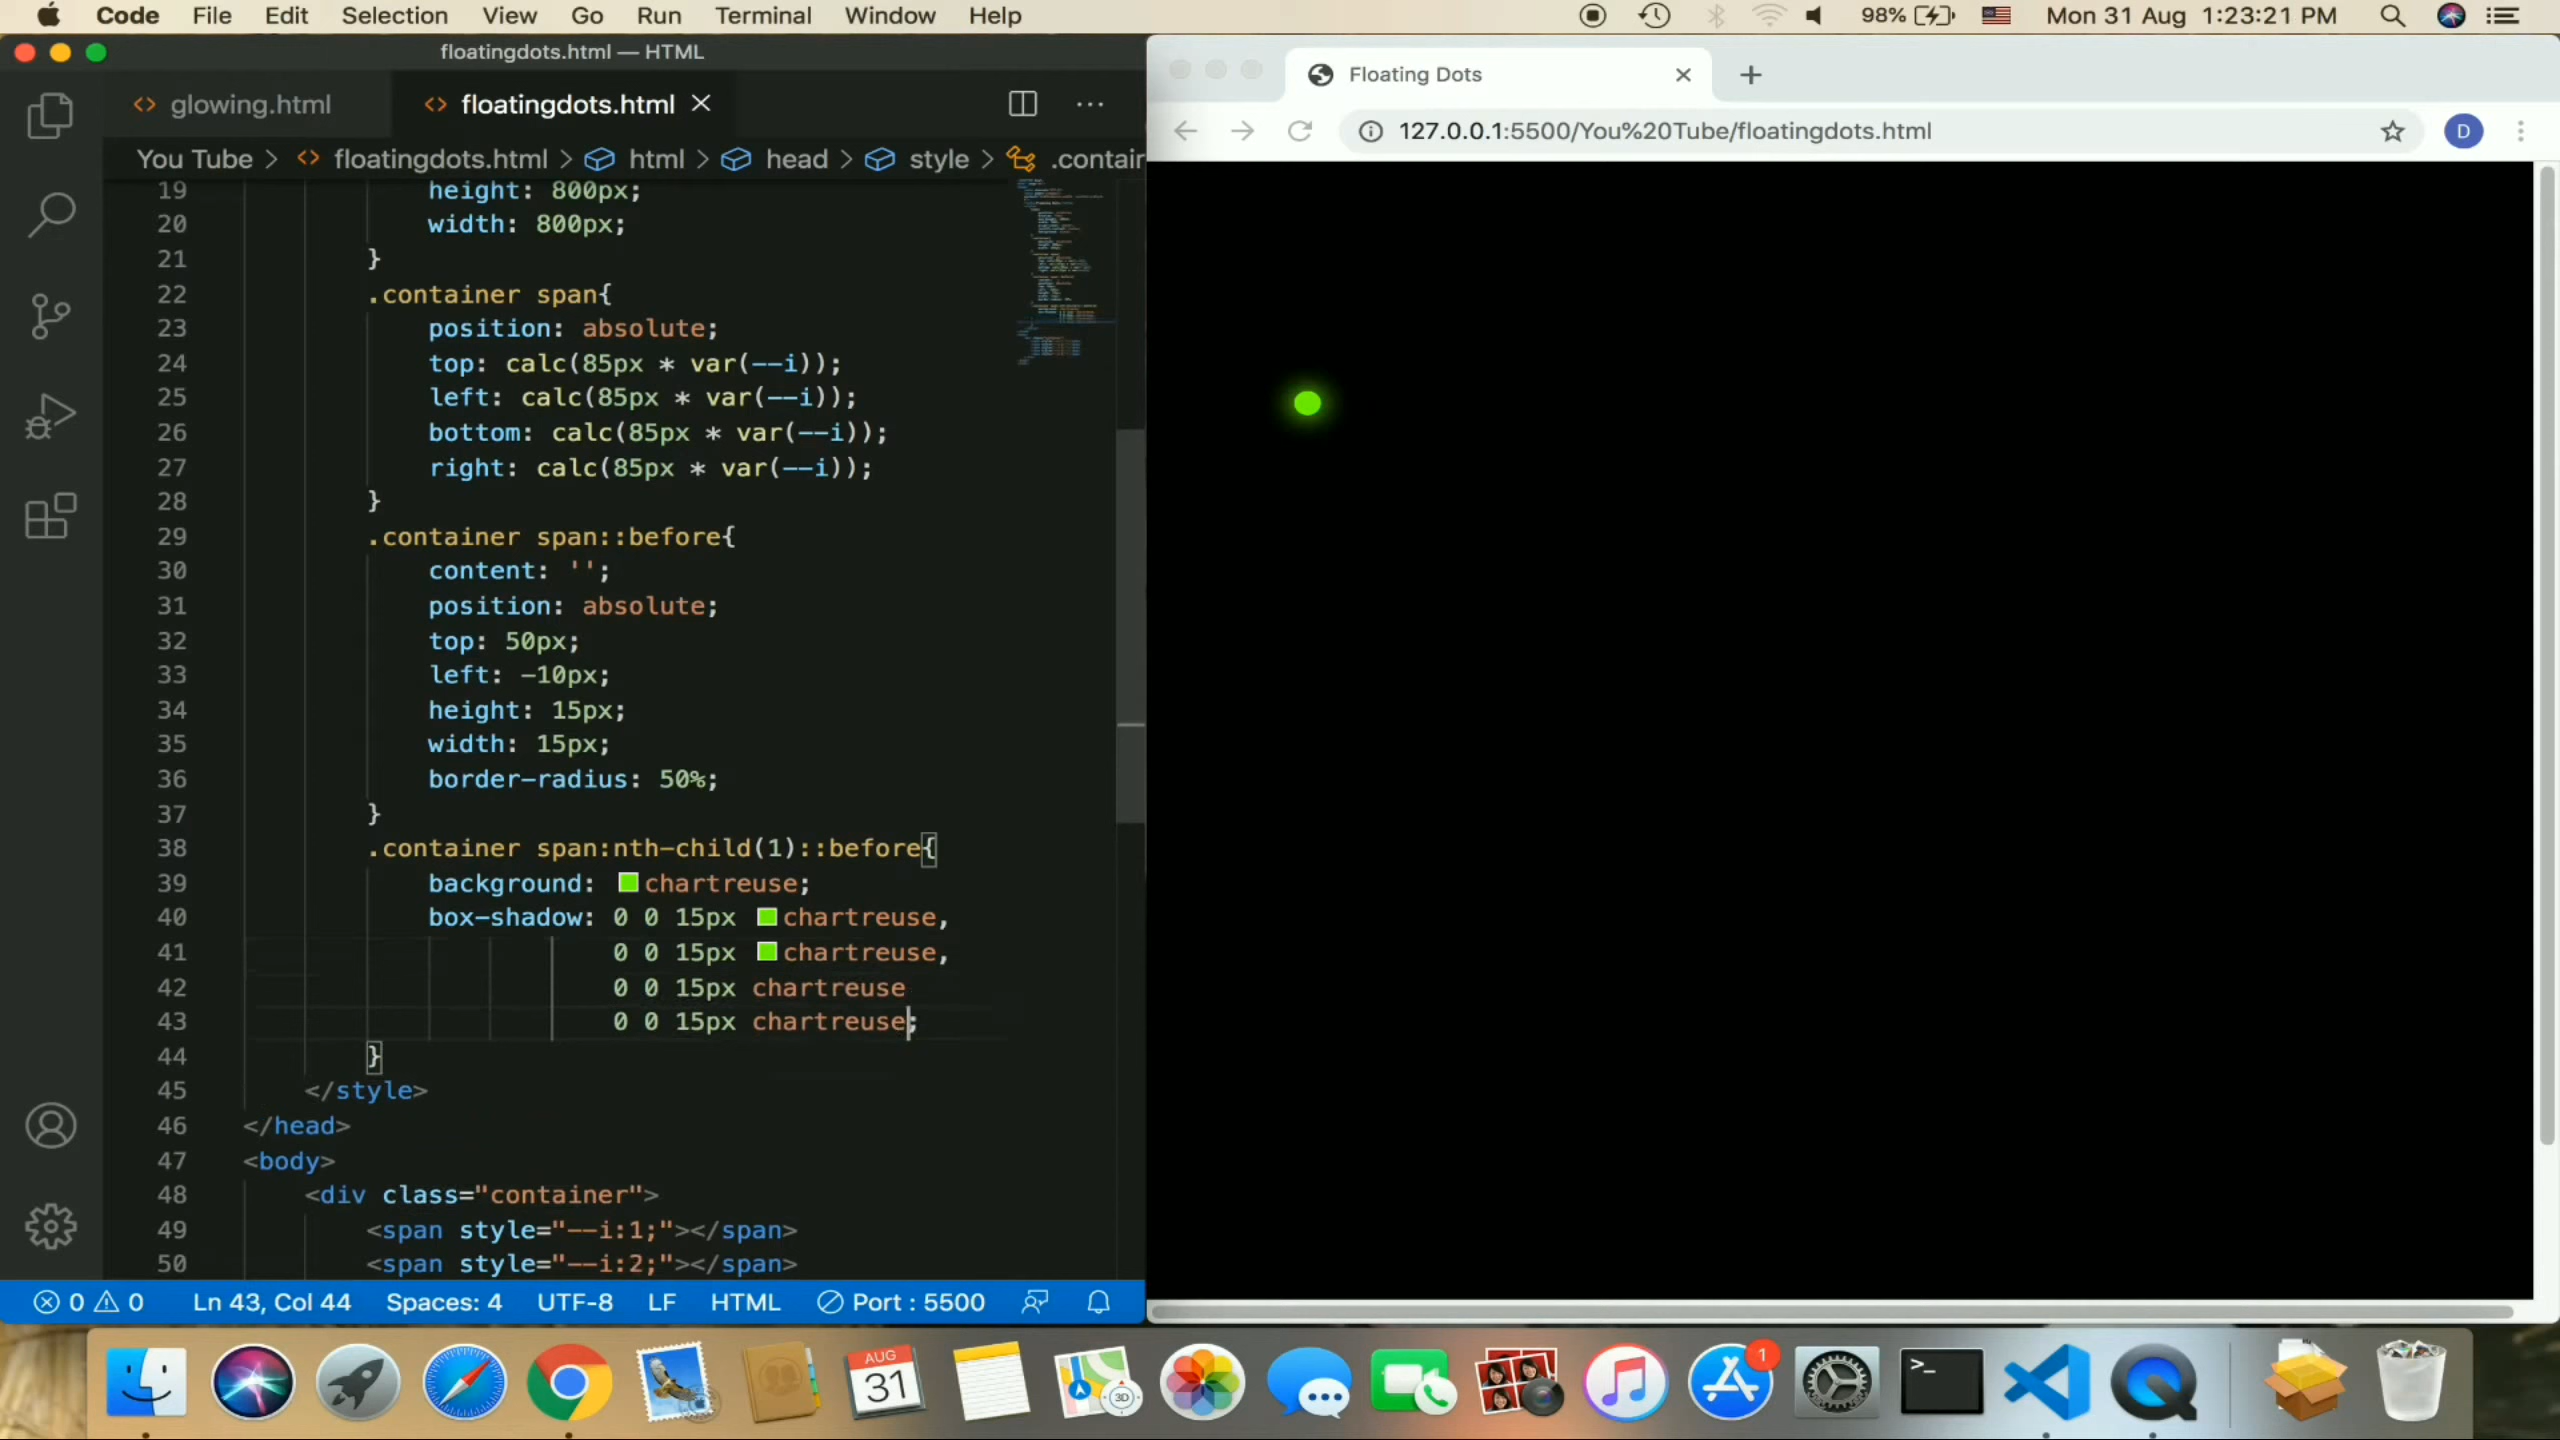 Code File Edit Selection View Go Run Terminal Window Help 98% Mon 31 Aug 1:23:21 PM
floatingdots.html — HTML
glowing.html floatingdots.html
You Tube > floatingdots.html > html > head > style > .contair
19 height: 800px;
20 width: 800px;
21 }
22 .container span{
23 position: absolute;
24 top: calc(85px * var(--i));
25 left: calc(85px * var(--i));
26 bottom: calc(85px * var(--i));
27 right: calc(85px * var(--i));
28 }
29 .container span::before{
30 content: '';
31 position: absolute;
32 top: 50px;
33 left: -10px;
34 height: 15px;
35 width: 15px;
36 border-radius: 50%;
37 }
38 .container span:nth-child(1)::before{
39 background: chartreuse;
40 box-shadow: 0 0 15px chartreuse,
41 0 0 15px chartreuse,
42 0 0 15px chartreuse
43 0 0 15px chartreuse;
44 }
45 </style>
46 </head>
47 <body>
48 <div class="container">
49 <span style="--i:1;"></span>
50 <span style="--i:2;"></span>
0 0 Ln 43, Col 44 Spaces: 4 UTF-8 LF HTML Port : 5500
Floating Dots
127.0.0.1:5500/You%20Tube/floatingdots.html
D
AUG
31
3D
1
>_